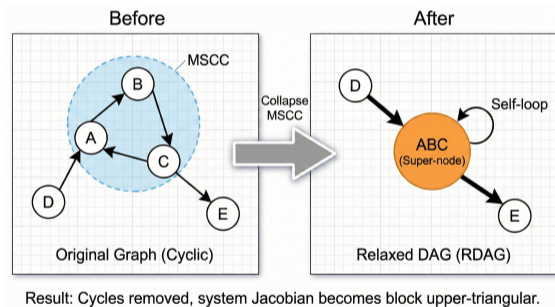 Before
After
MSCC
B
A
C
D
E
Original Graph (Cyclic)
Collapse
MSCC
D
Self-loop
ABC
(Super-node)
E
Relaxed DAG (RDAG)
Result: Cycles removed, system Jacobian becomes block upper-triangular.